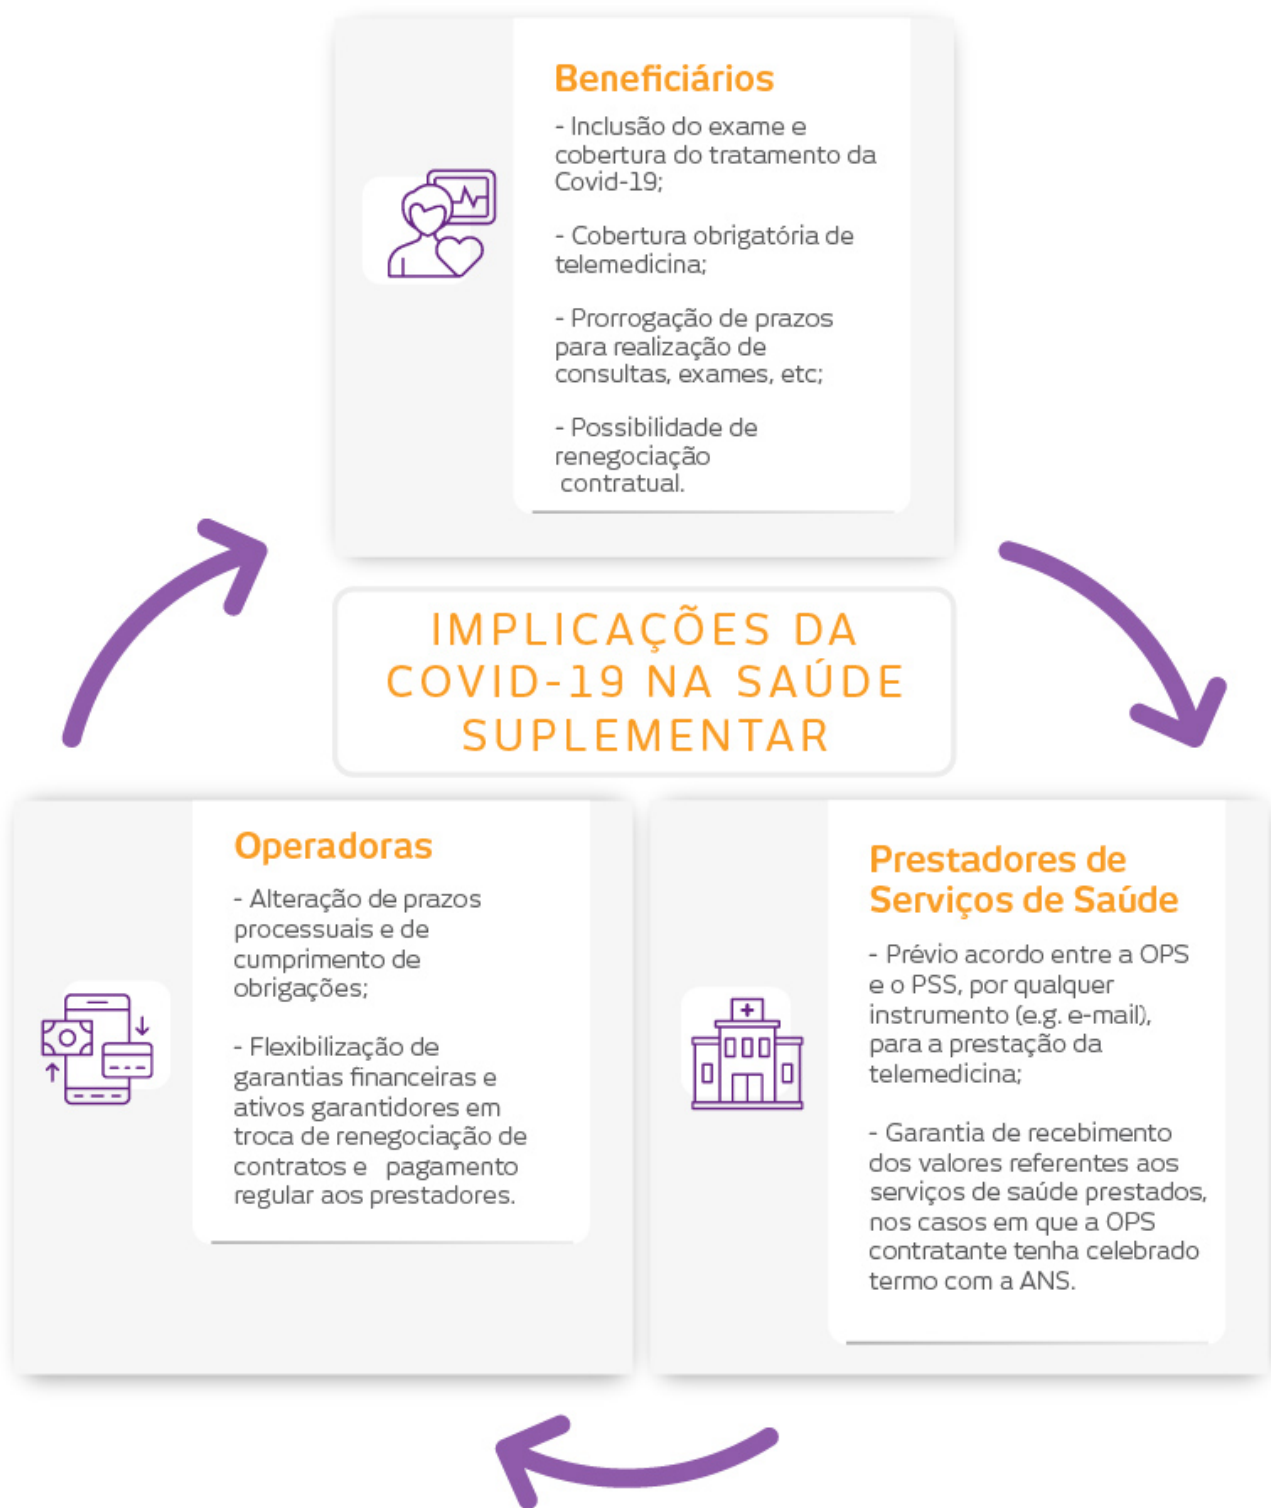 Beneficiários
- Inclusão do exame e
cobertura do tratamento da
Covid-19;
- Cobertura obrigatória de
telemedicina;
- Prorrogação de prazos
para realização de
consultas, exames, etc;
- Possibilidade de
renegociação
contratual.
IMPLICAÇÕES DA
COVID-19 NA SAÚDE
SUPLEMENTAR
Operadoras
- Alteração de prazos
processuais e de
cumprimento de
obrigações;
- Flexibilização de
garantias financeiras e
ativos garantidores em
troca de renegociação de
contratos e pagamento
regular aos prestadores.
Prestadores de
Serviços de Saúde
- Prévio acordo entre a OPS
e o PSS, por qualquer
instrumento (e.g. e-mail),
para a prestação da
telemedicina;
- Garantia de recebimento
dos valores referentes aos
serviços de saúde prestados,
nos casos em que a OPS
contratante tenha celebrado
termo com a ANS.